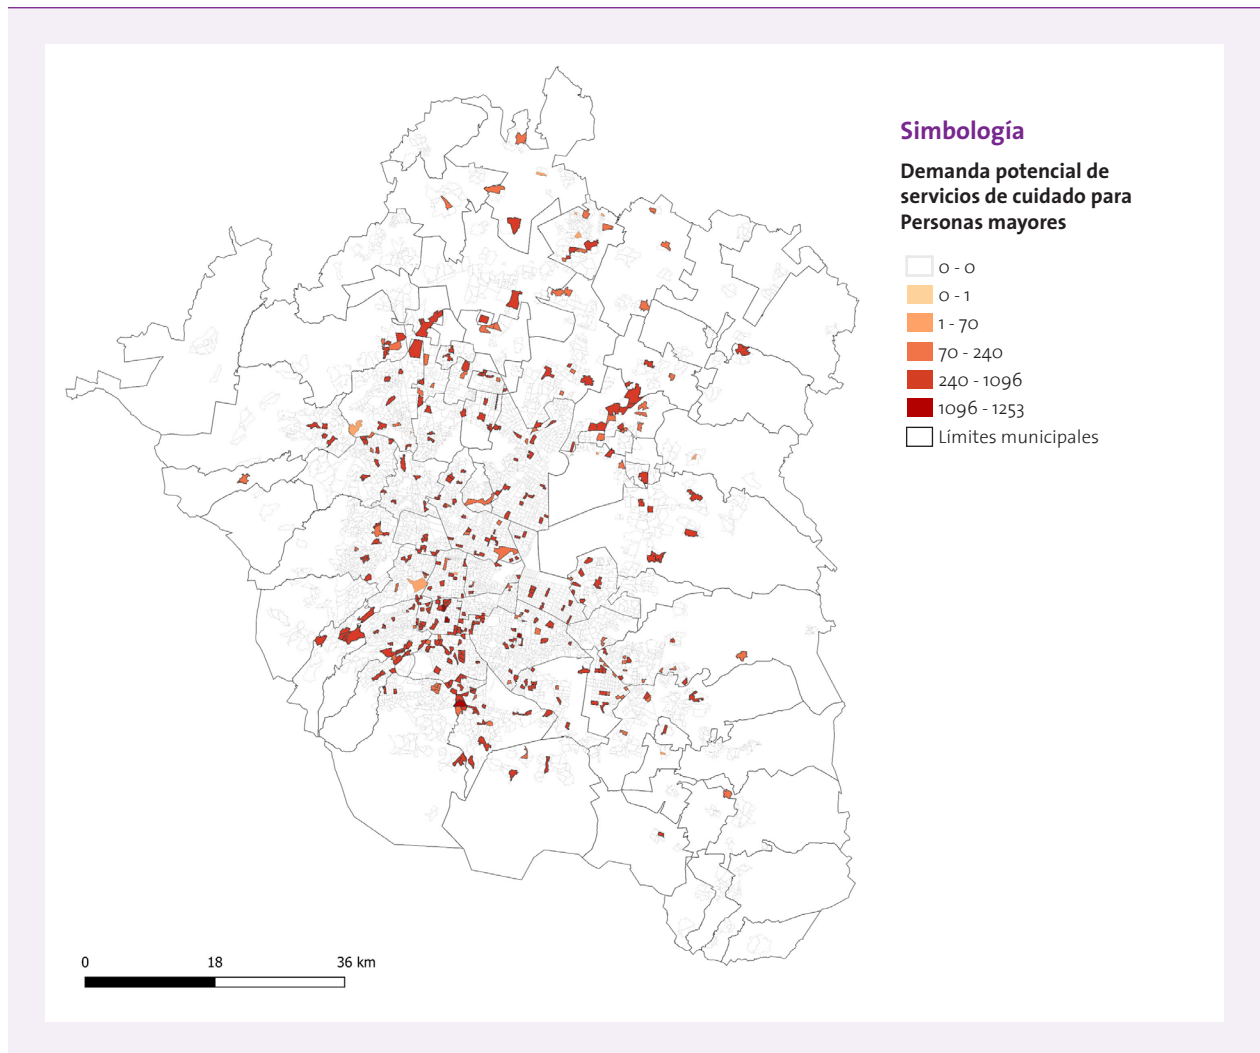 Simbología
Demanda potencial de
servicios de cuidado para
Personas mayores
0 - 0
0 - 1
1 - 70
70 - 240
240 - 1096
1096 - 1253
Límites municipales
0 18 36 km